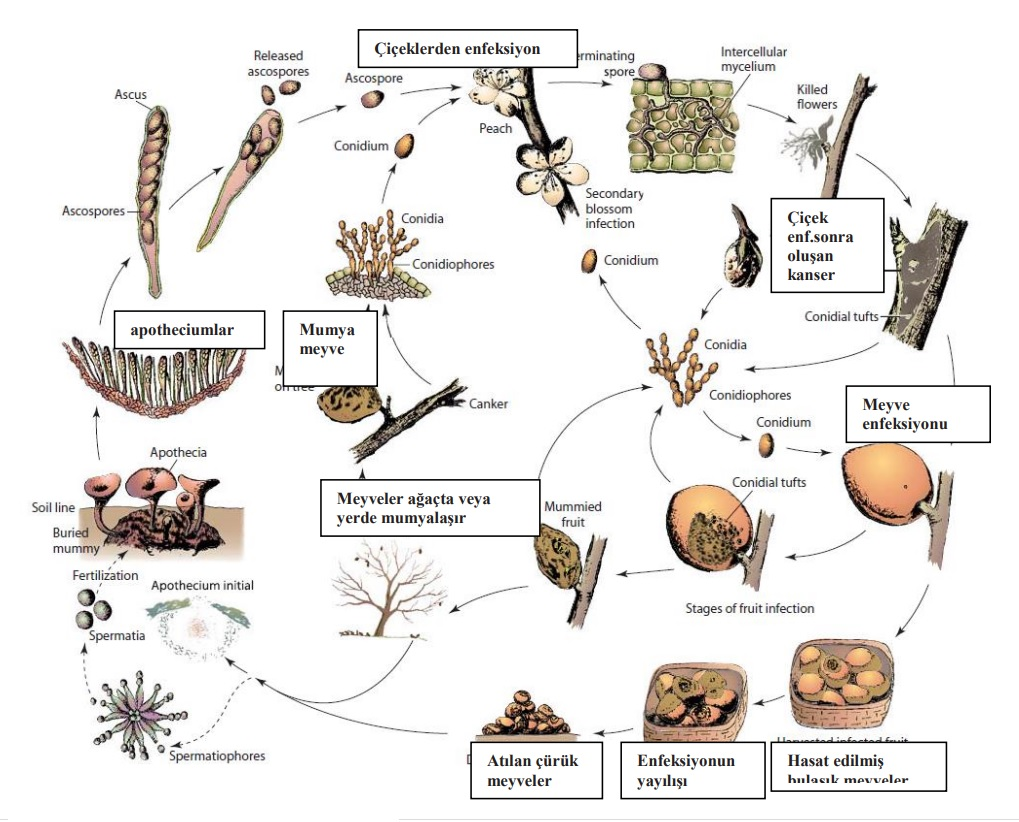 Çiçeklerden enfeksiyon
Released
ascospores
Ascospore
spore
Intercellular
mycelium
Ascus
Killed
flowers
Peach
Conidium
Ascospores
Secondary
blossom
infection
Conidia
Conidiophores
Çiçek
enf.sonra
oluşan
kanser
Conidium
Conidial tufts
apotheciumlar
Mumya
meyve
on tree
Conidia
Conidiophores
Canker
Meyve
enfeksiyonu
Conidium
Apothecia
Soil line
Buried
mummy
Meyveler ağaçta veya
yerde mumyalaşır
Mummied
fruit
Conidial tufts
Fertilization
Apothecium initial
Spermatia
Stages of fruit infection
Spermatiophores
Atılan çürük
meyveler
Enfeksiyonun
yayılışı
Hasat edilmiş
bulaşık meyveler